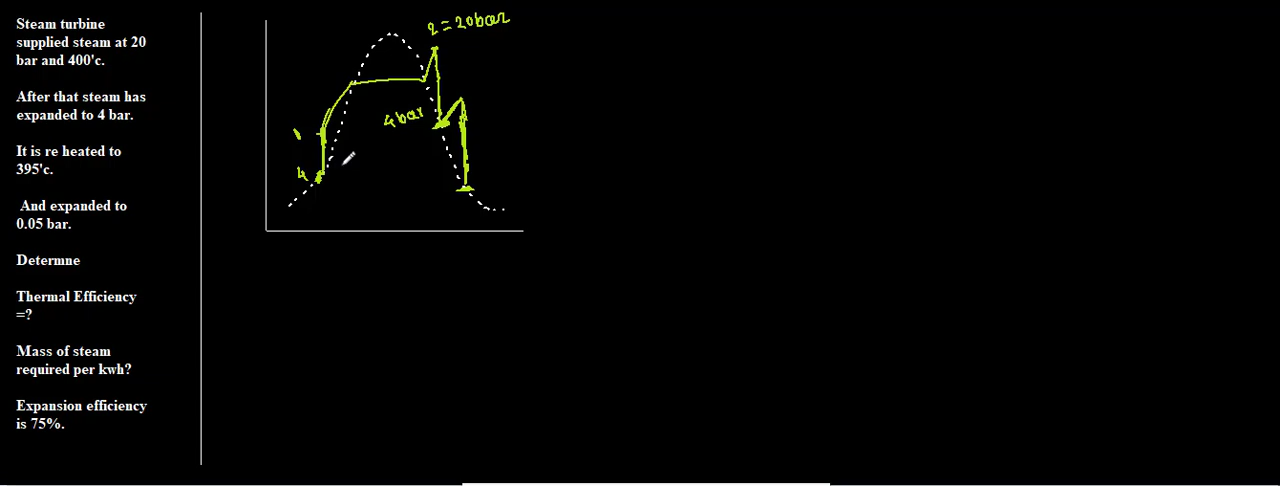 Steam turbine
supplied steam at 20
bar and 400'c.
After that steam has
expanded to 4 bar.
It is re heated to
395'c.
And expanded to
0.05 bar.
Determne
Thermal Efficiency
=?
Mass of steam
required per kwh?
Expansion efficiency
is 75%.
2=20bar
4bar